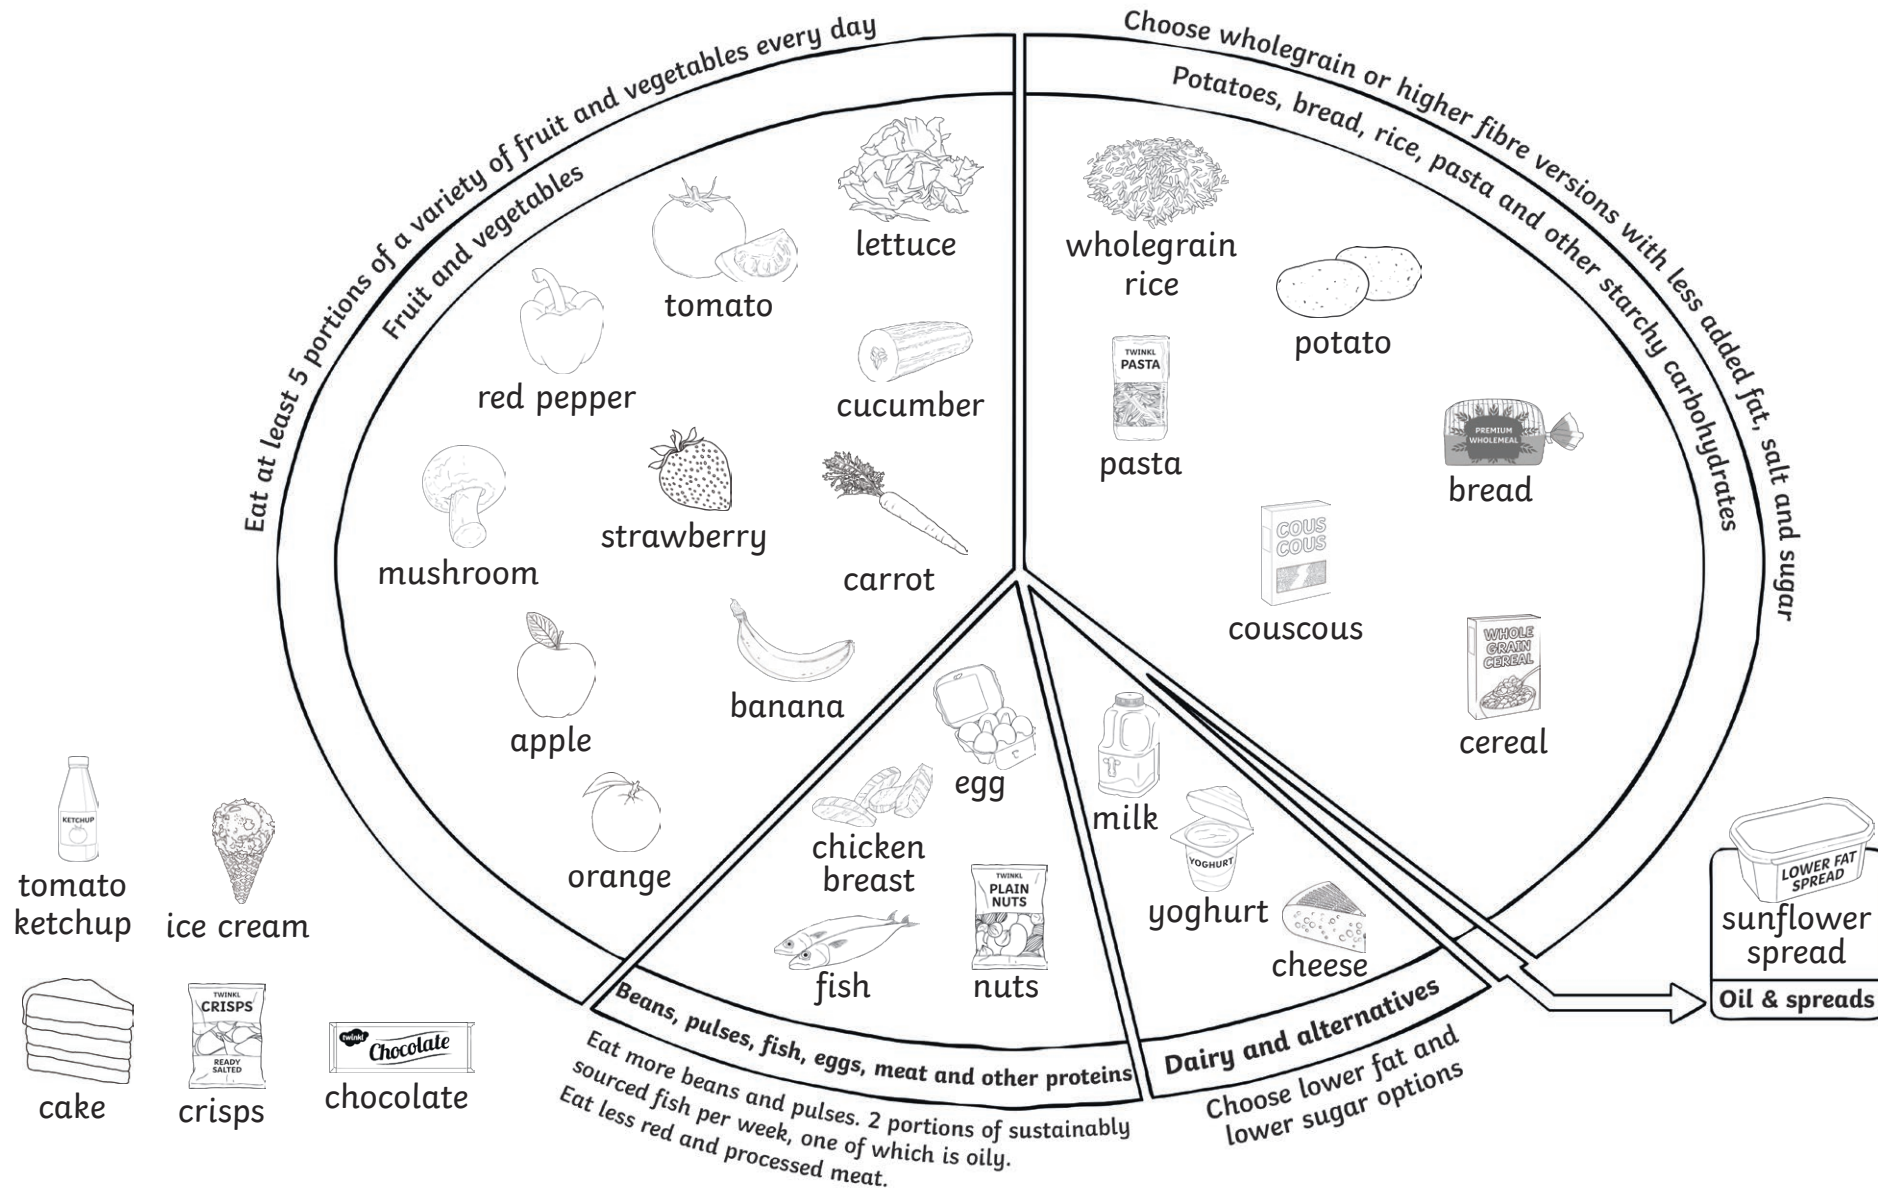 Eat at least 5 portions of a variety of fruit and vegetables every day
Fruit and vegetables
Choose wholegrain or higher fibre versions with less added fat, salt and sugar
Potatoes, bread, rice, pasta and other starchy carbohydrates
lettuce
tomato
red pepper
cucumber
strawberry
mushroom
carrot
banana
apple
orange
wholegrain
rice
potato
TWINKL
PASTA
pasta
PREMIUM
WHOLEMEAL
bread
COUS
COUS
couscous
WHOLE
GRAIN
CEREAL
cereal
egg
chicken
breast
fish
TWINKL
PLAIN
NUTS
nuts
Beans, pulses, fish, eggs, meat and other proteins
Eat more beans and pulses. 2 portions of sustainably
sourced fish per week, one of which is oily.
Eat less red and processed meat.
milk
YOGHURT
yoghurt
cheese
Dairy and alternatives
Choose lower fat and
lower sugar options
LOWER FAT
SPREAD
sunflower
spread
Oil & spreads
KETCHUP
tomato
ketchup
ice cream
cake
TWINKL
CRISPS
READY
SALTED
crisps
twinkl
Chocolate
chocolate